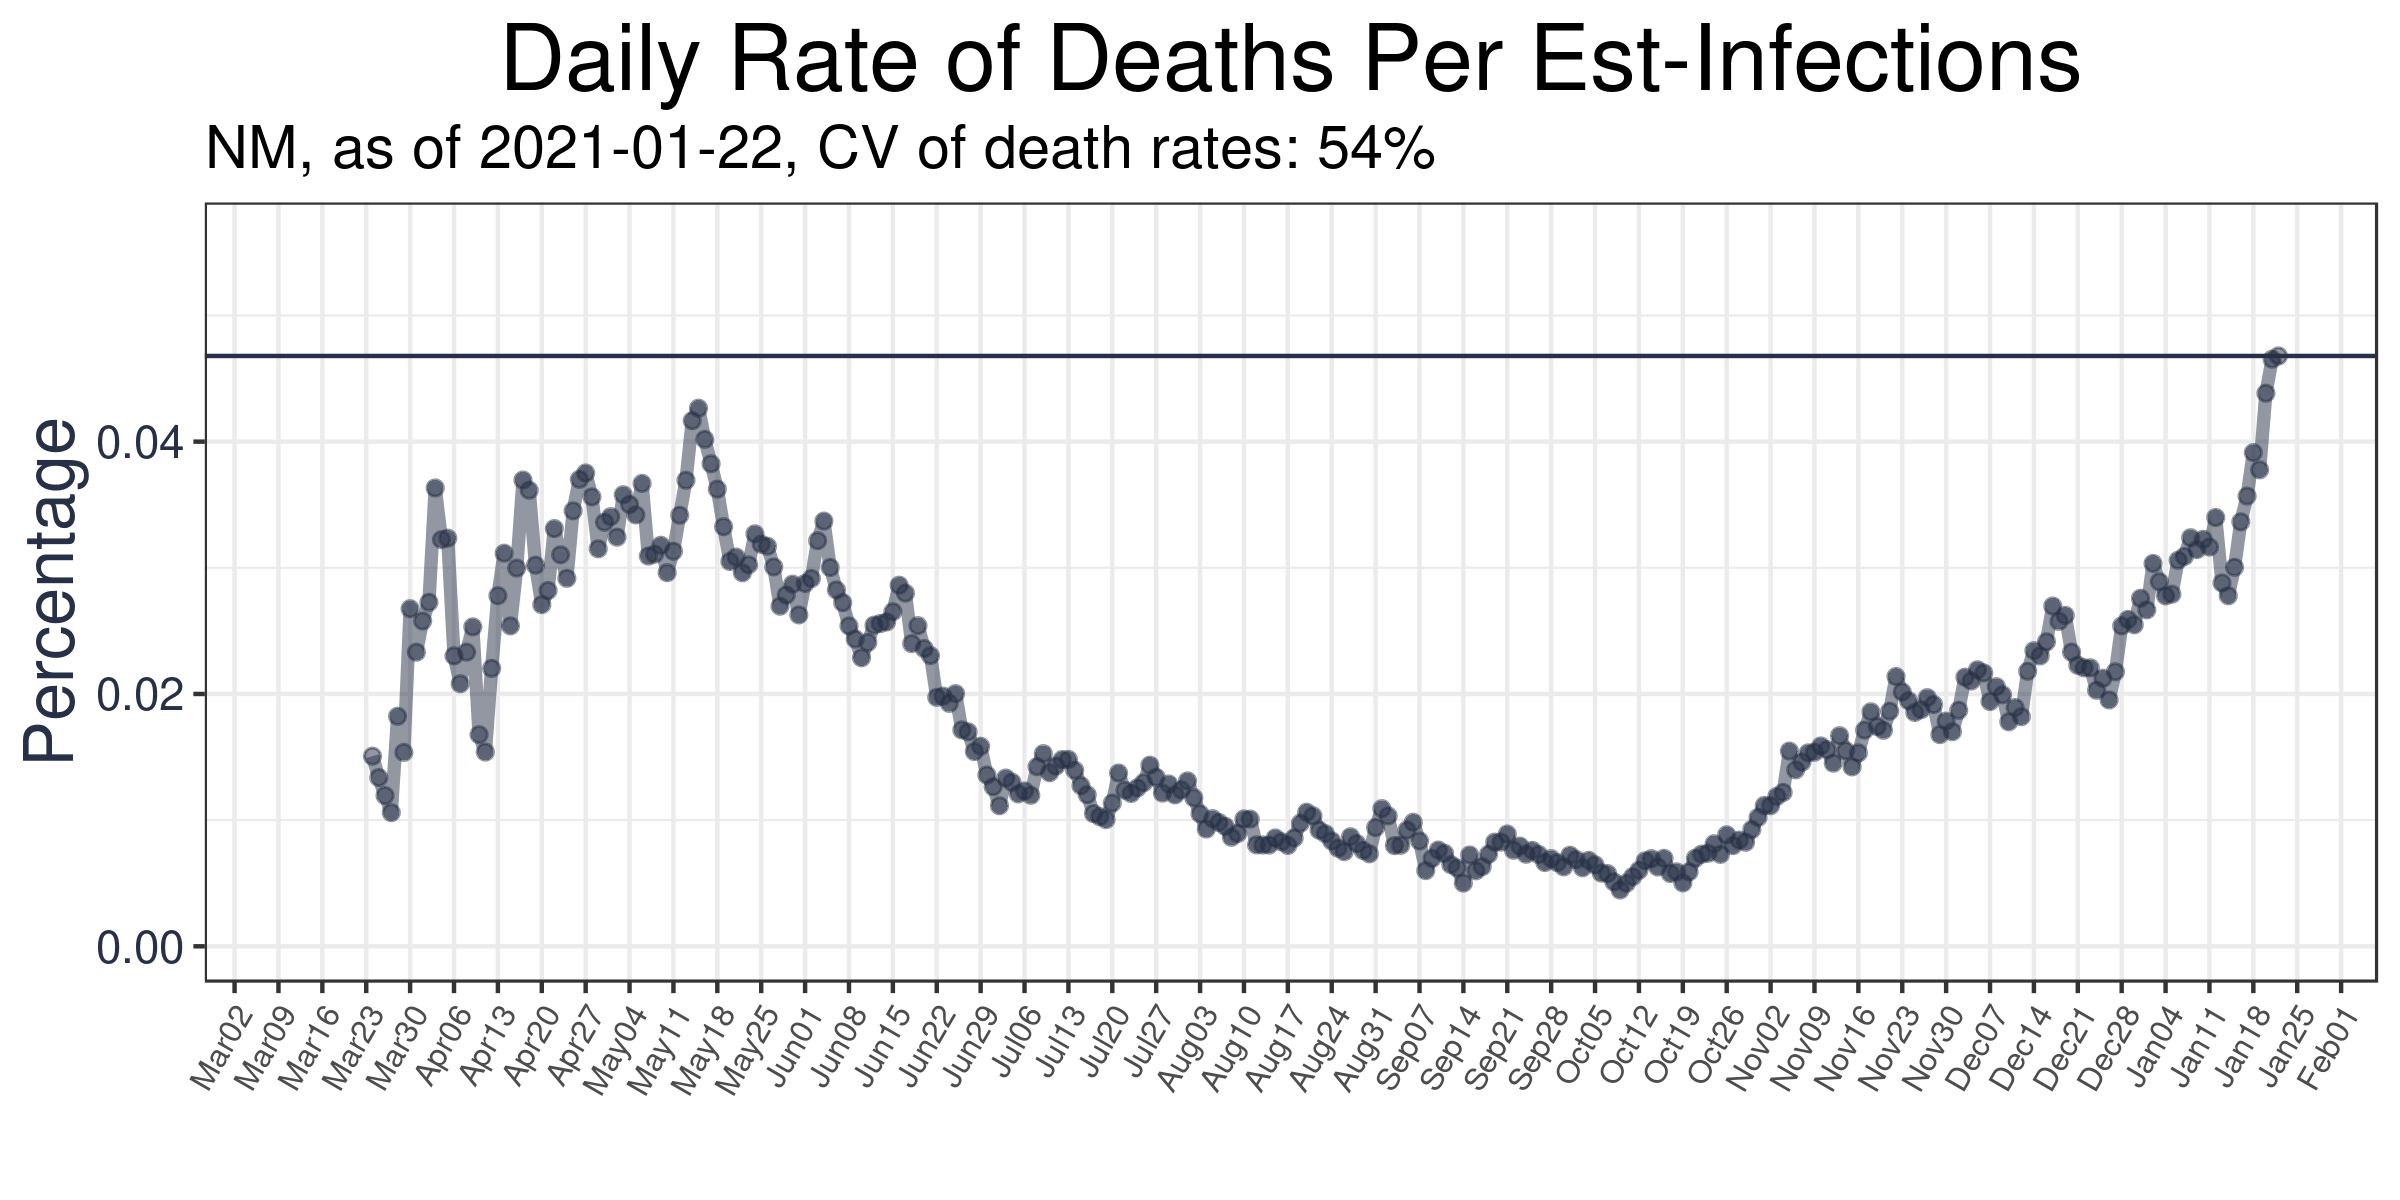 Daily Rate of Deaths Per Est-Infections
NM, as of 2021-01-22, CV of death rates: 54%
Percentage
0.04
0.02
0.00
Mar02 Mar09 Mar16 Mar23 Mar30 Apr06 Apr13 Apr20 Apr27 May04 May11 May18 May25 Jun01 Jun08 Jun15 Jun22 Jun29 Jul06 Jul13 Jul20 Jul27 Aug03 Aug10 Aug17 Aug24 Aug31 Sep07 Sep14 Sep21 Sep28 Oct05 Oct12 Oct19 Oct26 Nov02 Nov09 Nov16 Nov23 Nov30 Dec07 Dec14 Dec21 Dec28 Jan04 Jan11 Jan18 Jan25 Feb01